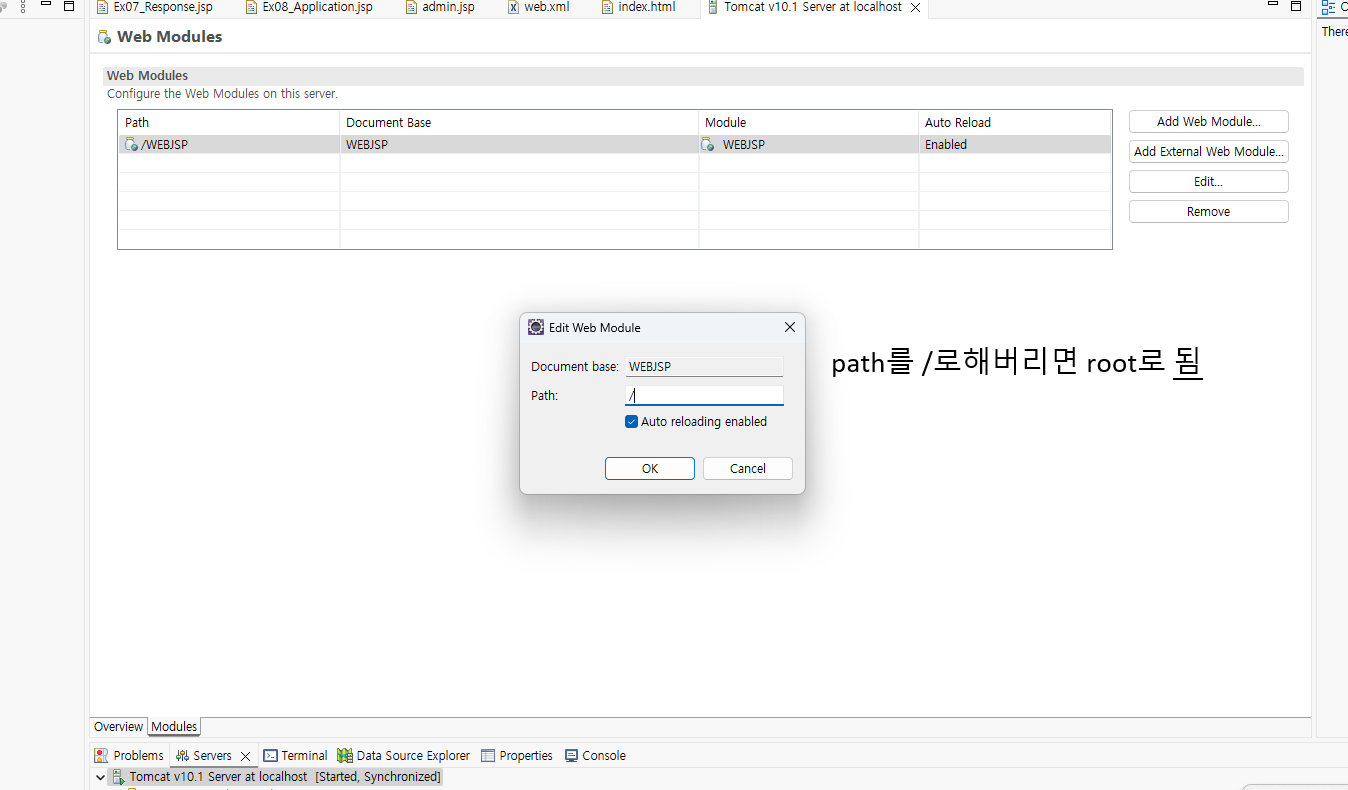 Ex07_Response.jsp Ex08_Application.jsp admin.jsp web.xml index.html Tomcat v10.1 Server at localhost
There
Web Modules
Web Modules
Configure the Web Modules on this server.
Path Document Base Module Auto Reload
/WEBJSP WEBJSP WEBJSP Enabled
Add Web Module...
Add External Web Module...
Edit...
Remove
Edit Web Module
Document base: WEBJSP
Path: /
Auto reloading enabled
OK Cancel
path를 /로해버리면 root로 됨
Overview Modules
Problems Servers Terminal Data Source Explorer Properties Console
Tomcat v10.1 Server at localhost [Started, Synchronized]